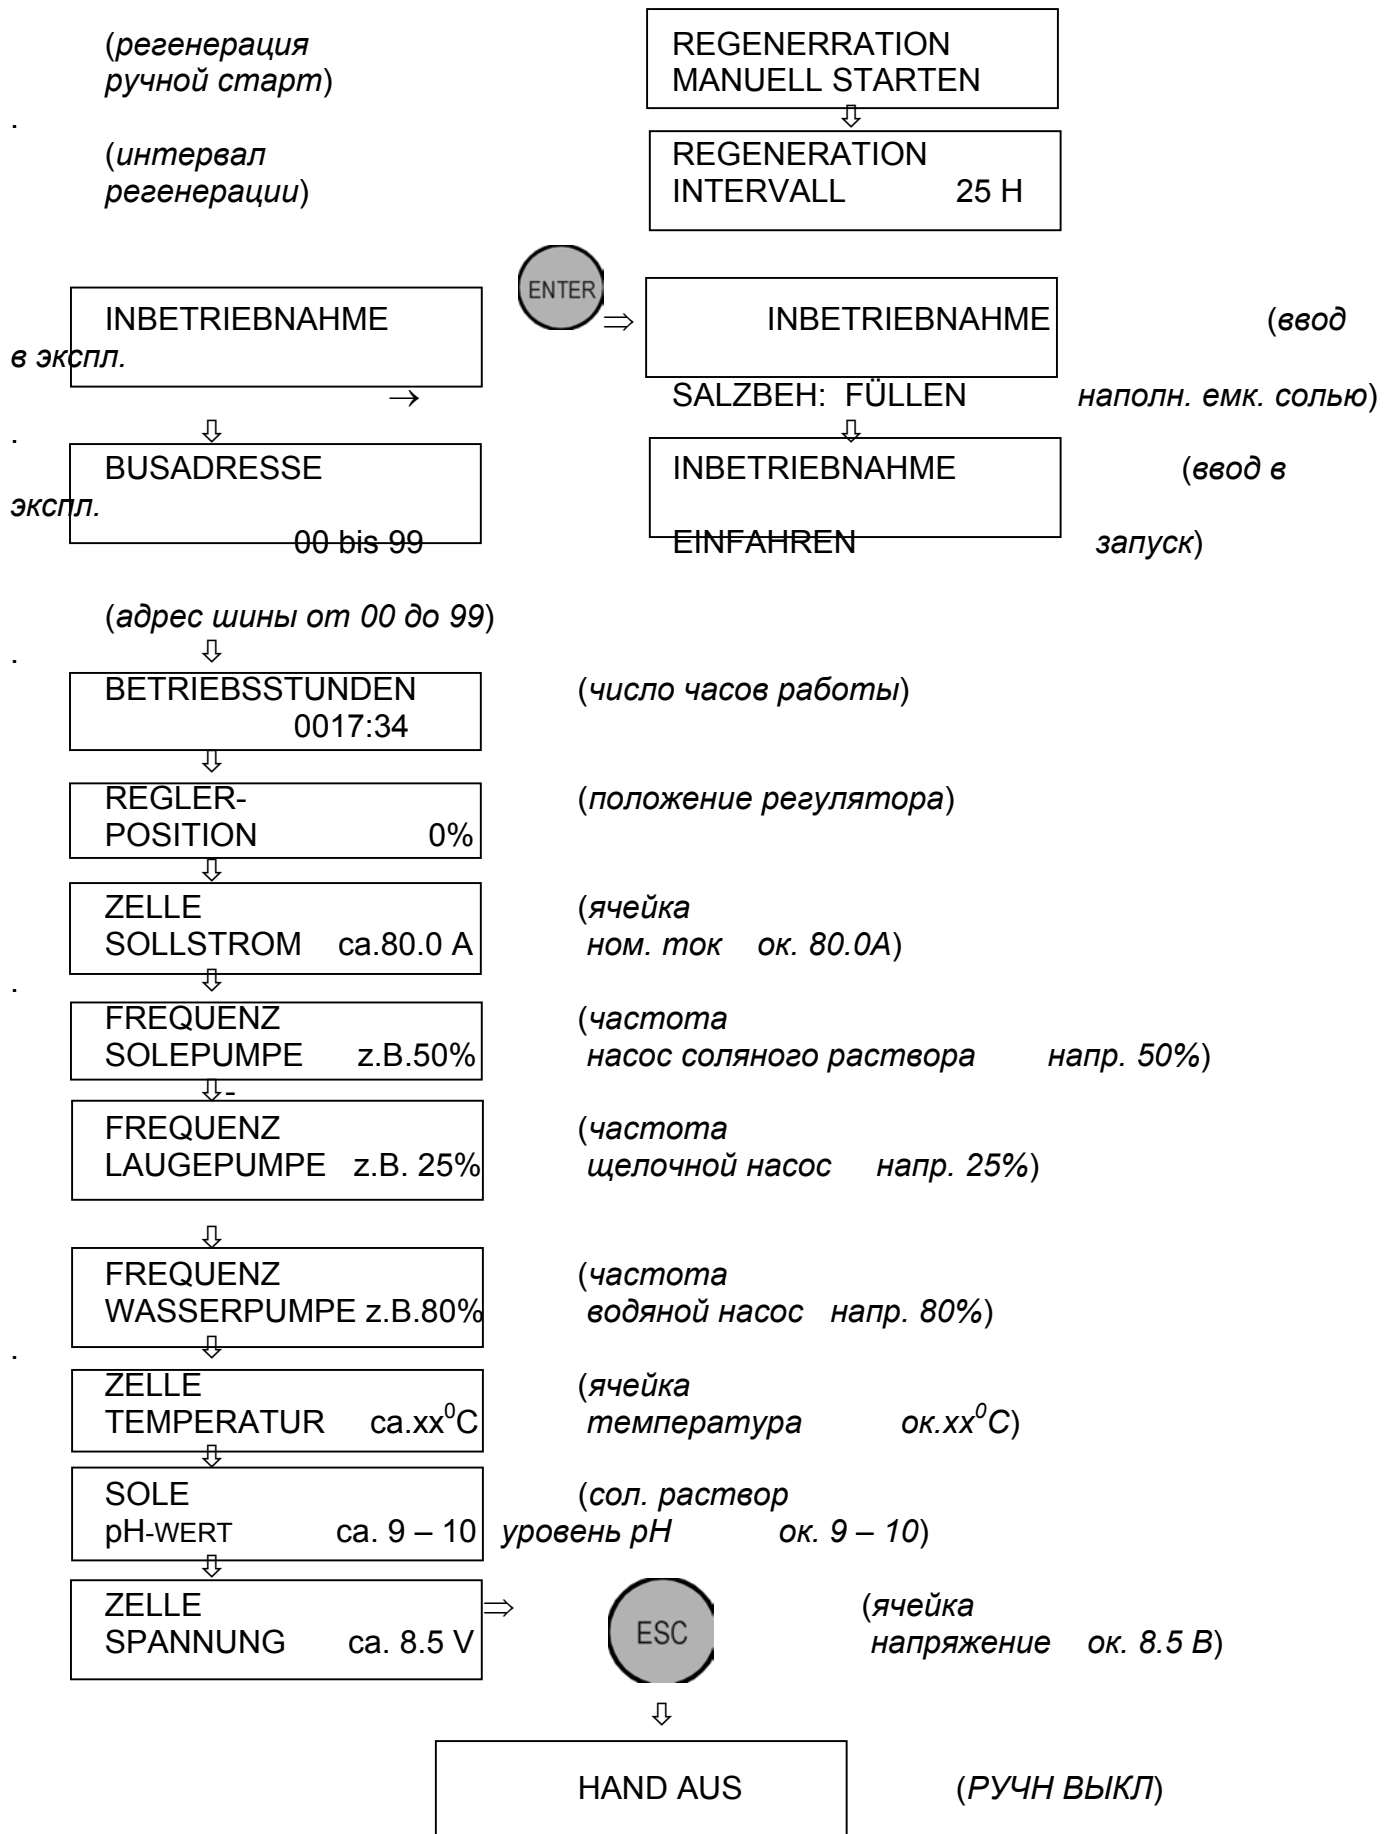 (регенерация REGENERRATION
ручной старт) MANUELL STARTEN
.
⇩
(интервал REGENERATION
регенерации) INTERVALL 25 H
ENTER
INBETRIEBNAHME ⇒ INBETRIEBNAHME (ввод
в экспл.
→ SALZBEH: FÜLLEN наполн. емк. солью)
. ⇩ ⇩
BUSADRESSE INBETRIEBNAHME (ввод в
экспл.
00 bis 99 EINFAHREN запуск)
(адрес шины от 00 до 99)
. ⇩
BETRIEBSSTUNDEN (число часов работы)
0017:34
⇩
REGLER- (положение регулятора)
POSITION 0%
⇩
ZELLE (ячейка
SOLLSTROM ca.80.0 A ном. ток ок. 80.0А)
. ⇩
FREQUENZ (частота
SOLEPUMPE z.B.50% насос соляного раствора напр. 50%)
⇩-
FREQUENZ (частота
LAUGEPUMPE z.B. 25% щелочной насос напр. 25%)
⇩
FREQUENZ (частота
WASSERPUMPE z.B.80% водяной насос напр. 80%)
. ⇩
ZELLE (ячейка
TEMPERATUR ca.xx⁰C температура ок.xx⁰C)
⇩
SOLE (сол. раствор
pH-WERT ca. 9 – 10 уровень pH ок. 9 – 10)
⇩
ZELLE ⇒ ESC (ячейка
SPANNUNG ca. 8.5 V напряжение ок. 8.5 В)
⇩
HAND AUS (РУЧН ВЫКЛ)